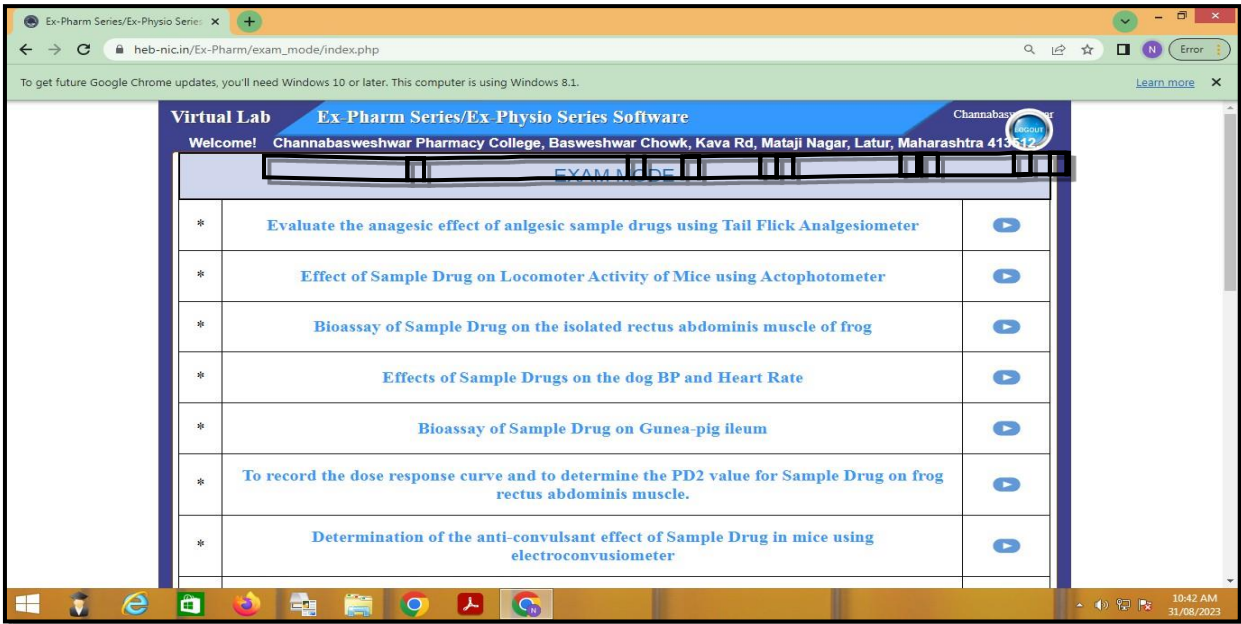 Ex-Pharm Series/Ex-Physio Series
heb-nic.in/Ex-Pharm/exam_mode/index.php
N
Error
To get future Google Chrome updates, you'll need Windows 10 or later. This computer is using Windows 8.1.
Learn more
Virtual Lab
Ex-Pharm Series/Ex-Physio Series Software
LOGOUT
Welcome! Channabasweshwar Pharmacy College, Basweshwar Chowk, Kava Rd, Mataji Nagar, Latur, Maharashtra 413512
EXAM MODE
* Evaluate the anagesic effect of anlgesic sample drugs using Tail Flick Analgesiometer
* Effect of Sample Drug on Locomoter Activity of Mice using Actophotometer
* Bioassay of Sample Drug on the isolated rectus abdominis muscle of frog
* Effects of Sample Drugs on the dog BP and Heart Rate
* Bioassay of Sample Drug on Gunea-pig ileum
* To record the dose response curve and to determine the PD2 value for Sample Drug on frog
rectus abdominis muscle.
* Determination of the anti-convulsant effect of Sample Drug in mice using
electroconvusiometer
10:42 AM
31/08/2023